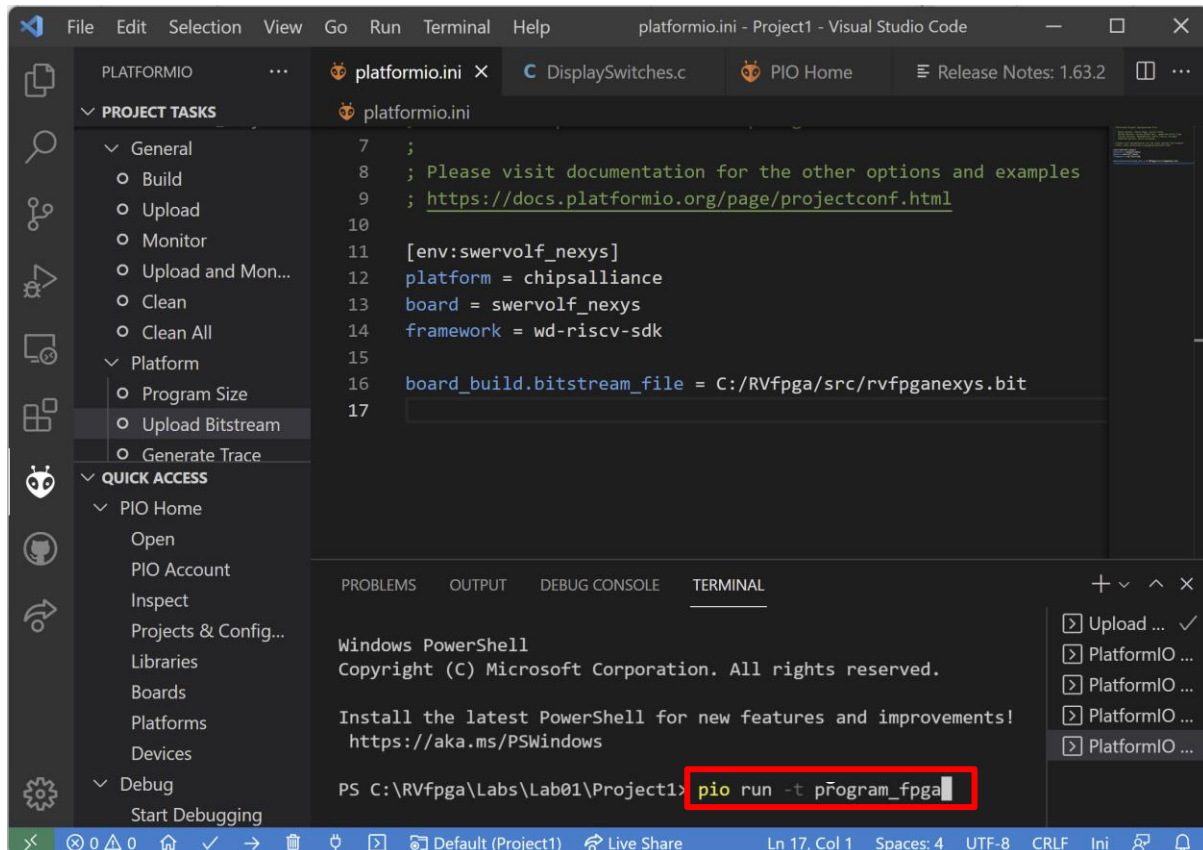 File Edit Selection View Go Run Terminal Help platformio.ini - Project1 - Visual Studio Code
PLATFORMIO ...
PROJECT TASKS
General
Build
Upload
Monitor
Upload and Mon...
Clean
Clean All
Platform
Program Size
Upload Bitstream
Generate Trace
QUICK ACCESS
PIO Home
Open
PIO Account
Inspect
Projects & Config...
Libraries
Boards
Platforms
Devices
Debug
Start Debugging
platformio.ini C DisplaySwitches.c PIO Home Release Notes: 1.63.2 ...
platformio.ini
7 ;
8 ; Please visit documentation for the other options and examples
9 ; https://docs.platformio.org/page/projectconf.html
10
11 [env:swervolf_nexys]
12 platform = chipsalliance
13 board = swervolf_nexys
14 framework = wd-riscv-sdk
15
16 board_build.bitstream_file = C:/RVfpga/src/rvfpganexys.bit
17
PROBLEMS OUTPUT DEBUG CONSOLE TERMINAL
Windows PowerShell
Copyright (C) Microsoft Corporation. All rights reserved.
Install the latest PowerShell for new features and improvements!
https://aka.ms/PSWindows
PS C:\RVfpga\Labs\Lab01\Project1> pio run -t program_fpga
Upload ...
PlatformIO ...
PlatformIO ...
PlatformIO ...
PlatformIO ...
0 0 Default (Project1) Live Share Ln 17, Col 1 Spaces: 4 UTF-8 CRLF Ini